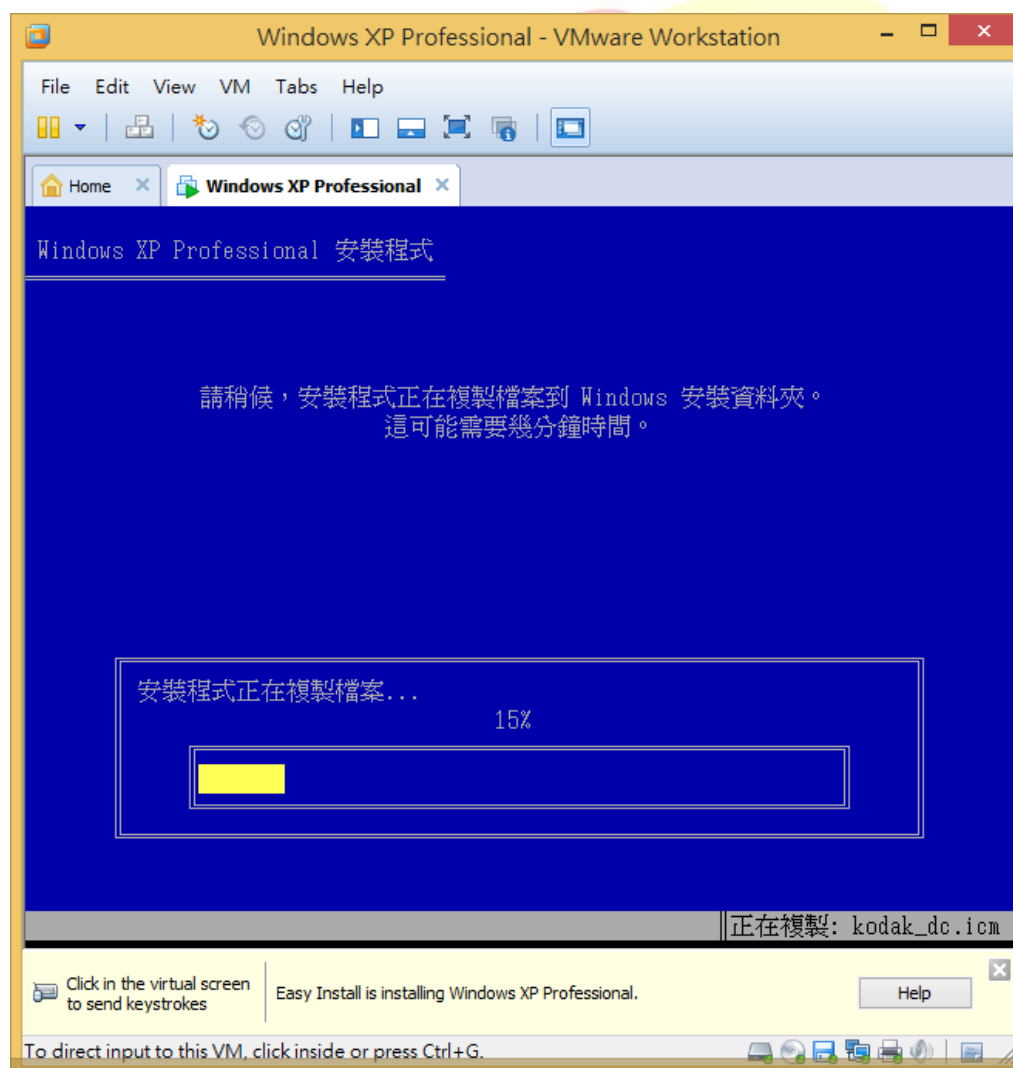 Windows XP Professional - VMware Workstation
File Edit View VM Tabs Help
Home
Windows XP Professional
Windows XP Professional 安裝程式
請稍候，安裝程式正在複製檔案到 Windows 安裝資料夾。
這可能需要幾分鐘時間。
安裝程式正在複製檔案...
15%
正在複製: kodak_dc.icm
Click in the virtual screen
to send keystrokes
Easy Install is installing Windows XP Professional.
Help
To direct input to this VM, click inside or press Ctrl+G.